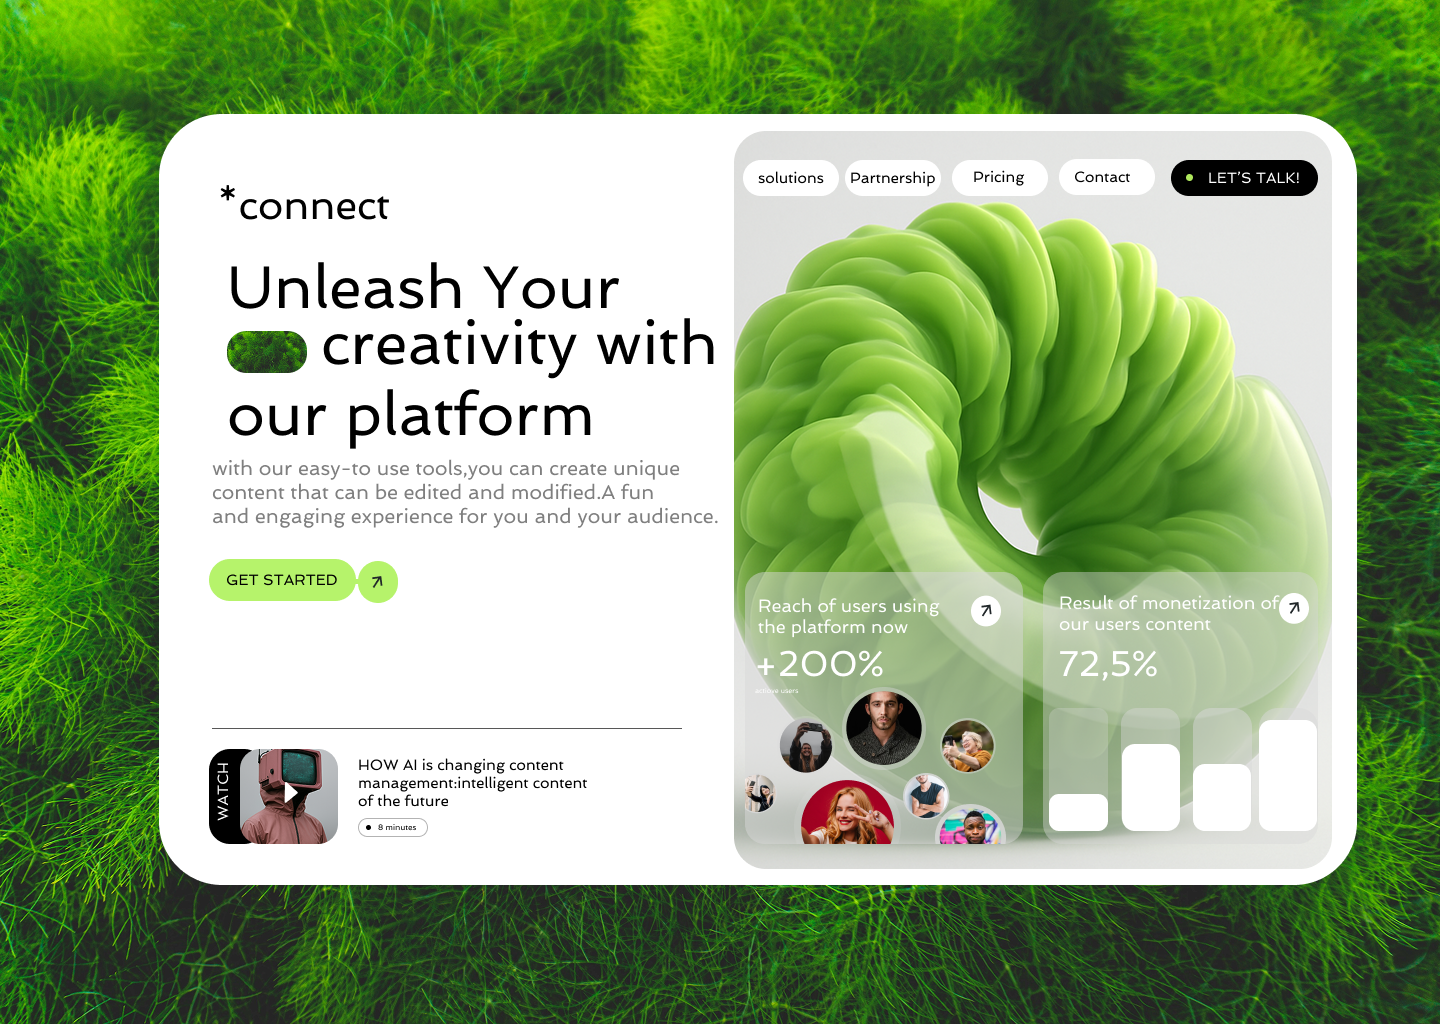 *connect
Unleash Your
creativity with
our platform
with our easy-to use tools,you can create unique
content that can be edited and modified.A fun
and engaging experience for you and your audience.
GET STARTED
WATCH
HOW AI is changing content
management:intelligent content
of the future
8 minutes
solutions
Partnership
Pricing
Contact
LET'S TALK!
Reach of users using
the platform now
+200%
active users
Result of monetization of
our users content
72,5%